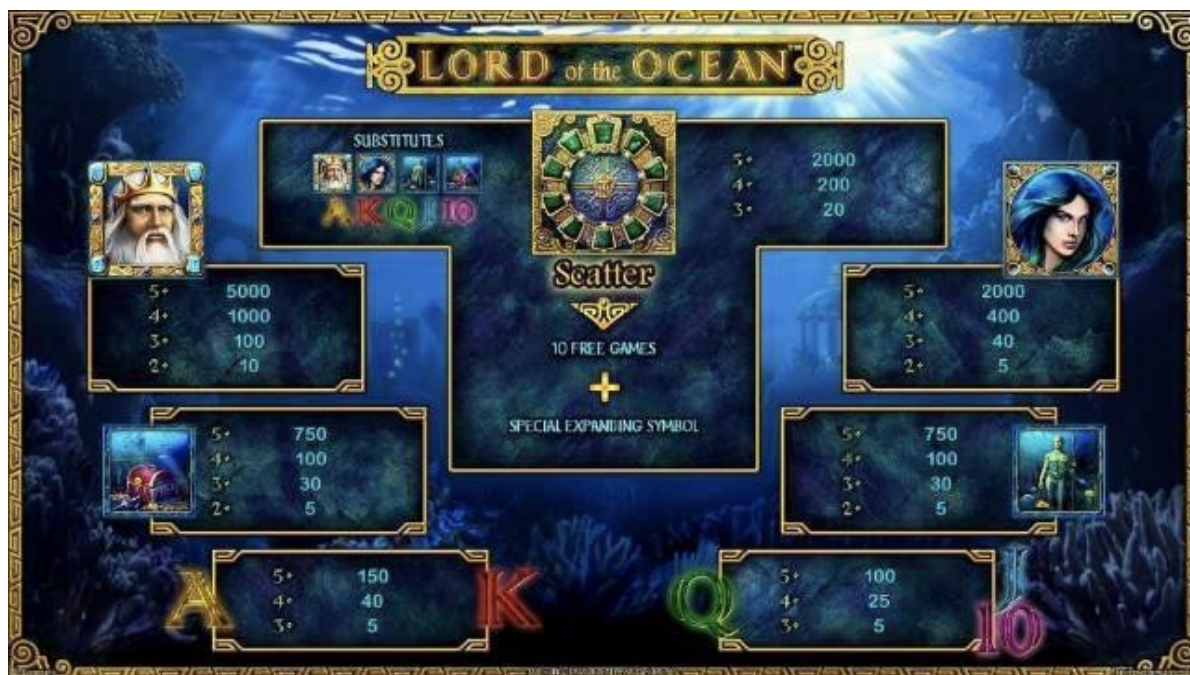 LORD of the OCEAN™
SUBSTITUTES
A K Q J 10
5• 2000
4• 200
3• 20
Scatter
10 FREE GAMES
+
SPECIAL EXPANDING SYMBOL
5• 5000
4• 1000
3• 100
2• 10
5• 2000
4• 400
3• 40
2• 5
5• 750
4• 100
3• 30
2• 5
5• 750
4• 100
3• 30
2• 5
A
5• 150
4• 40
3• 5
K
Q
5• 100
4• 25
3• 5
J
10